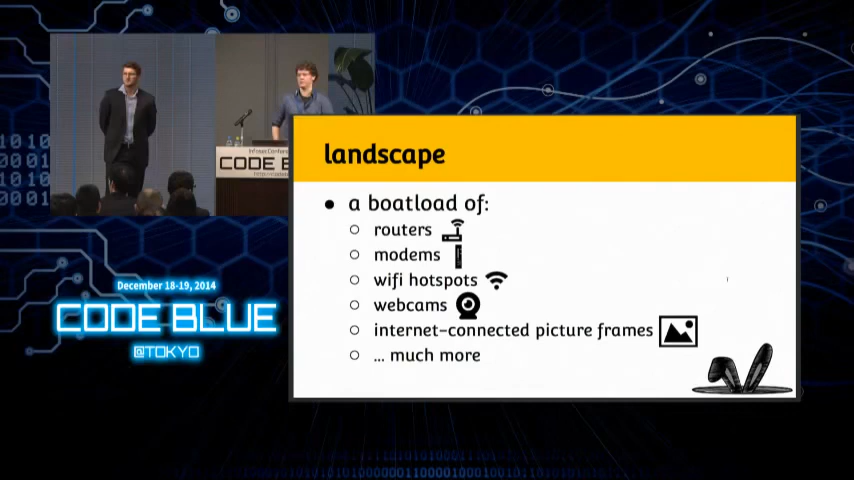 landscape
● a boatload of:
○ routers
○ modems
○ wifi hotspots
○ webcams
○ internet-connected picture frames
○ ... much more
December 18-19, 2014
CODE BLUE
@TOKYO
CODE B